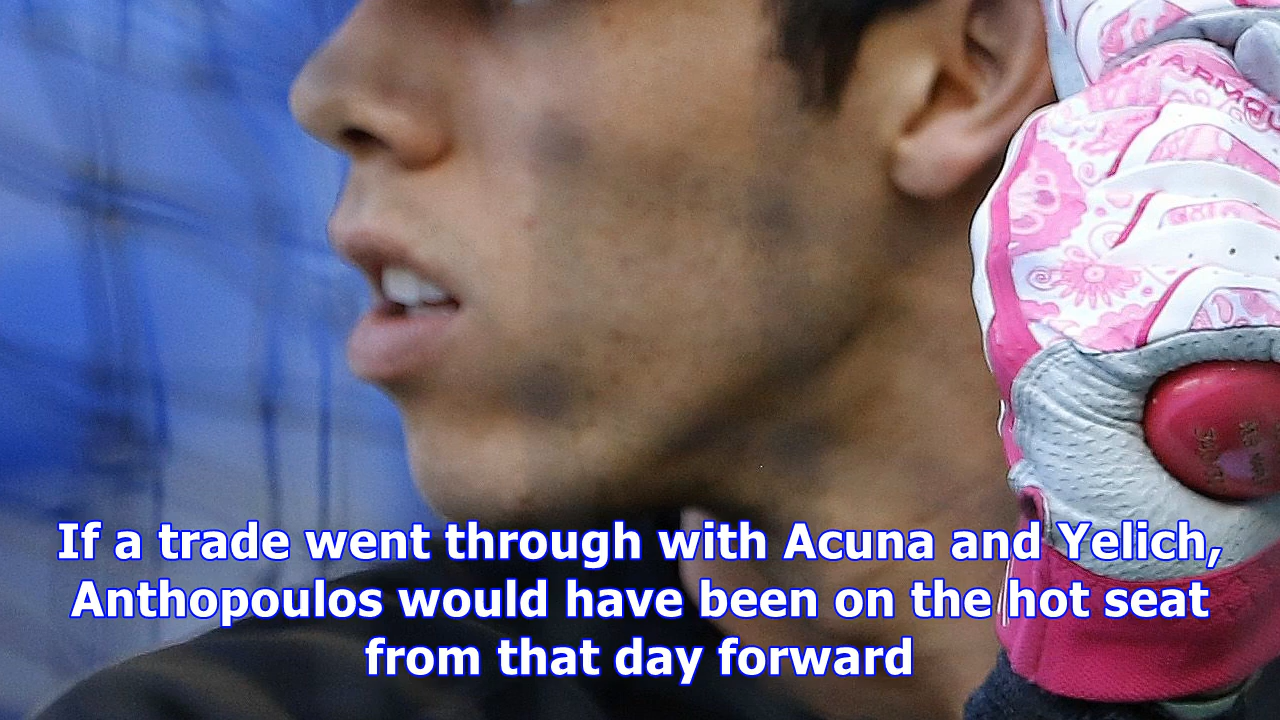 If a trade went through with Acuna and Yelich,
Anthopoulos would have been on the hot seat
from that day forward